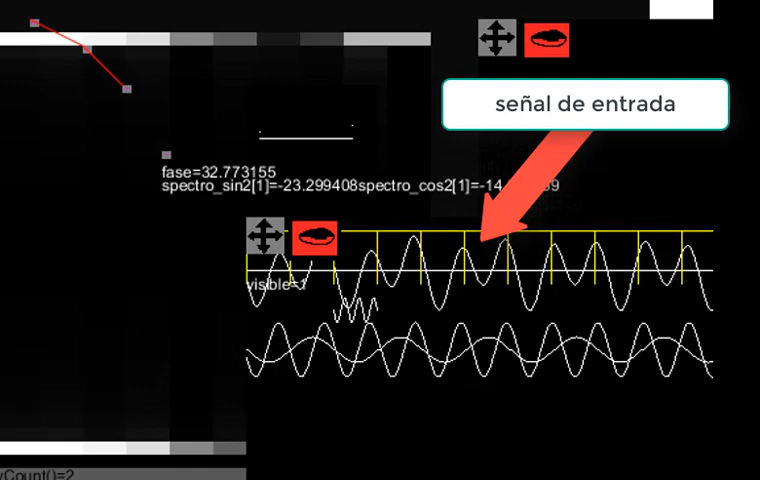 señal de entrada
fase=32.773155
spectro_sin2[1]=-23.299408spectro_cos2[1]=-14
visible=1
Count()=2